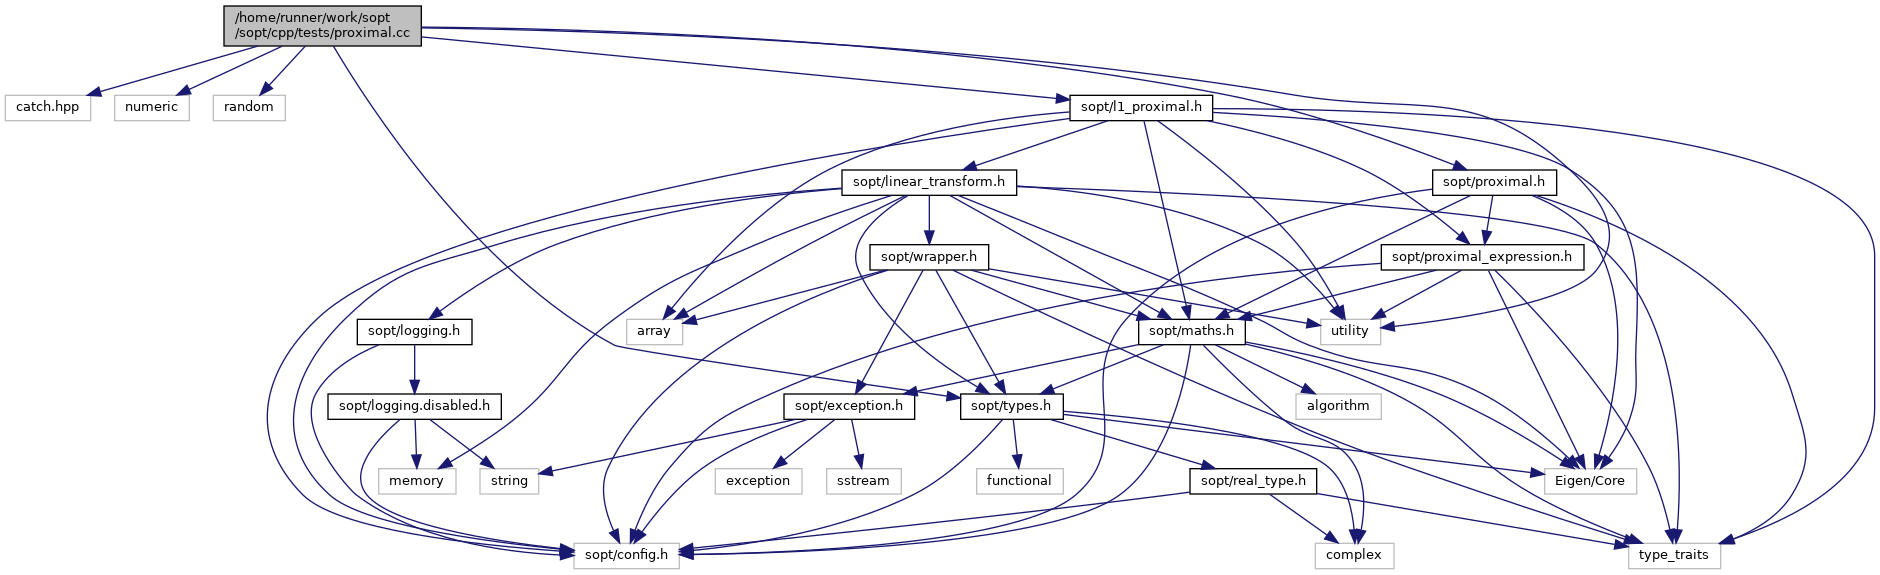 /home/runner/work/sopt
/sopt/cpp/tests/proximal.cc
catch.hpp
numeric
random
sopt/l1_proximal.h
sopt/linear_transform.h
sopt/proximal.h
sopt/wrapper.h
sopt/proximal_expression.h
sopt/logging.h
array
sopt/maths.h
utility
sopt/logging.disabled.h
sopt/exception.h
sopt/types.h
algorithm
memory
string
exception
sstream
functional
sopt/real_type.h
Eigen/Core
sopt/config.h
complex
type_traits